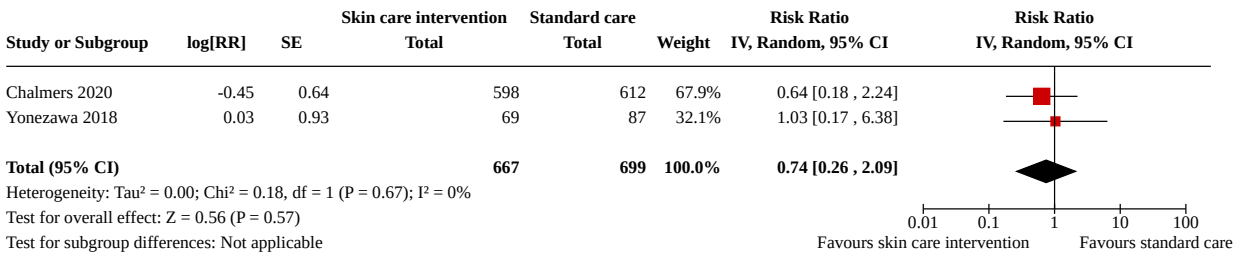 Skin care intervention Standard care Risk Ratio Risk Ratio
Study or Subgroup log[RR] SE Total Total Weight IV, Random, 95% CI IV, Random, 95% CI
Chalmers 2020 -0.45 0.64 598 612 67.9% 0.64 [0.18 , 2.24]
Yonezawa 2018 0.03 0.93 69 87 32.1% 1.03 [0.17 , 6.38]
Total (95% CI) 667 699 100.0% 0.74 [0.26 , 2.09]
Heterogeneity: Tau² = 0.00; Chi² = 0.18, df = 1 (P = 0.67); I² = 0%
Test for overall effect: Z = 0.56 (P = 0.57) 0.01 0.1 1 10 100
Test for subgroup differences: Not applicable Favours skin care intervention Favours standard care